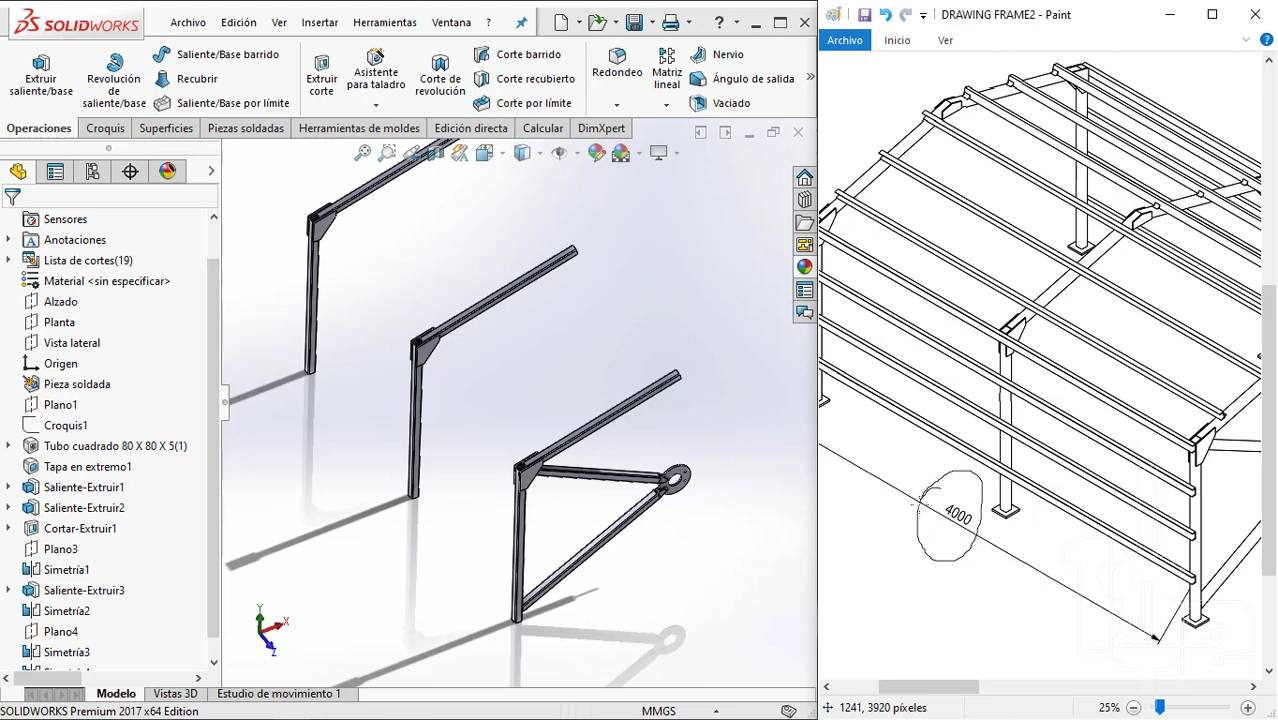 SOLIDWORKS
Archivo
Edición
Ver
Insertar
Herramientas
Ventana
?
?
Extruir saliente/base
Revolución de saliente/base
Saliente/Base barrido
Recubrir
Saliente/Base por límite
Extruir corte
Asistente para taladro
Corte de revolución
Corte barrido
Corte recubierto
Corte por límite
Redondeo
Matriz lineal
Nervio
Ángulo de salida
Vaciado
Operaciones
Croquis
Superficies
Piezas soldadas
Herramientas de moldes
Edición directa
Calcular
DimXpert
Sensores
Anotaciones
Lista de cortes(19)
Material <sin especificar>
Alzado
Planta
Vista lateral
Origen
Pieza soldada
Plano1
Croquis1
Tubo cuadrado 80 X 80 X 5(1)
Tapa en extremo1
Saliente-Extruir1
Saliente-Extruir2
Cortar-Extruir1
Plano3
Simetría1
Saliente-Extruir3
Simetría2
Plano4
Simetría3
Y
X
Z
Modelo
Vistas 3D
Estudio de movimiento 1
SOLIDWORKS Premium 2017 x64 Edition
MMGS
DRAWING FRAME2 - Paint
Archivo
Inicio
Ver
4000
1241, 3920 píxeles
25%